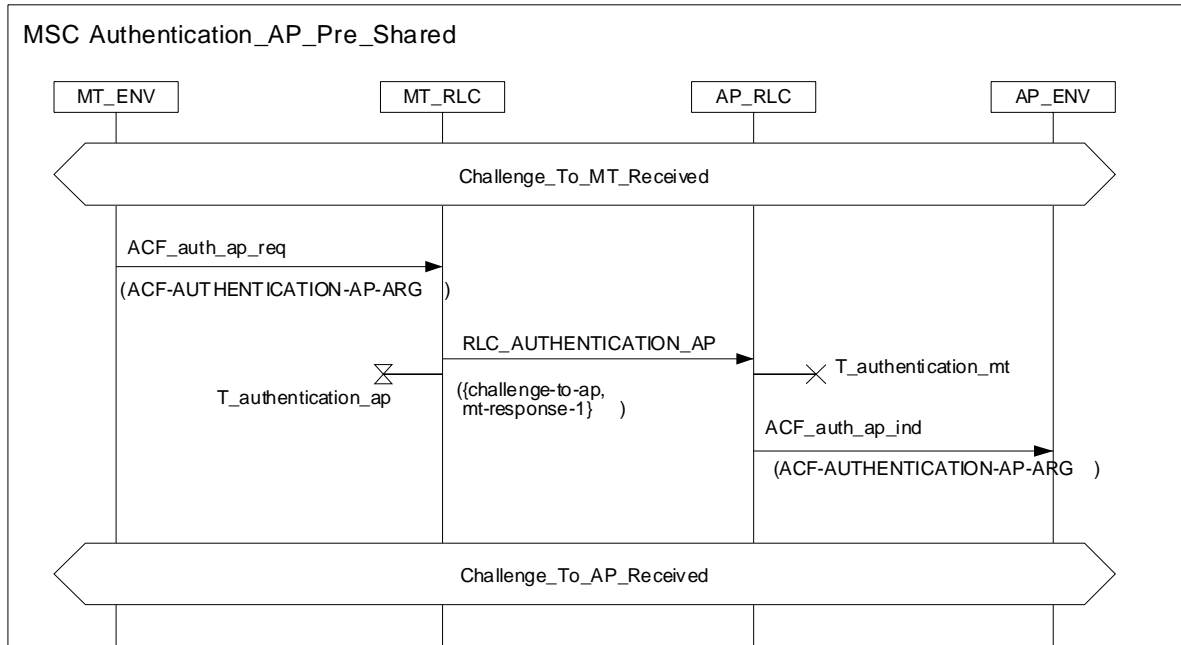 MSC Authentication_AP_Pre_Shared
MT_ENV
MT_RLC
AP_RLC
AP_ENV
Challenge_To_MT_Received
ACF_auth_ap_req
(ACF-AUTHENTICATION-AP-ARG )
RLC_AUTHENTICATION_AP
T_authentication_mt
T_authentication_ap
({challenge-to-ap,
mt-response-1} )
ACF_auth_ap_ind
(ACF-AUTHENTICATION-AP-ARG )
Challenge_To_AP_Received